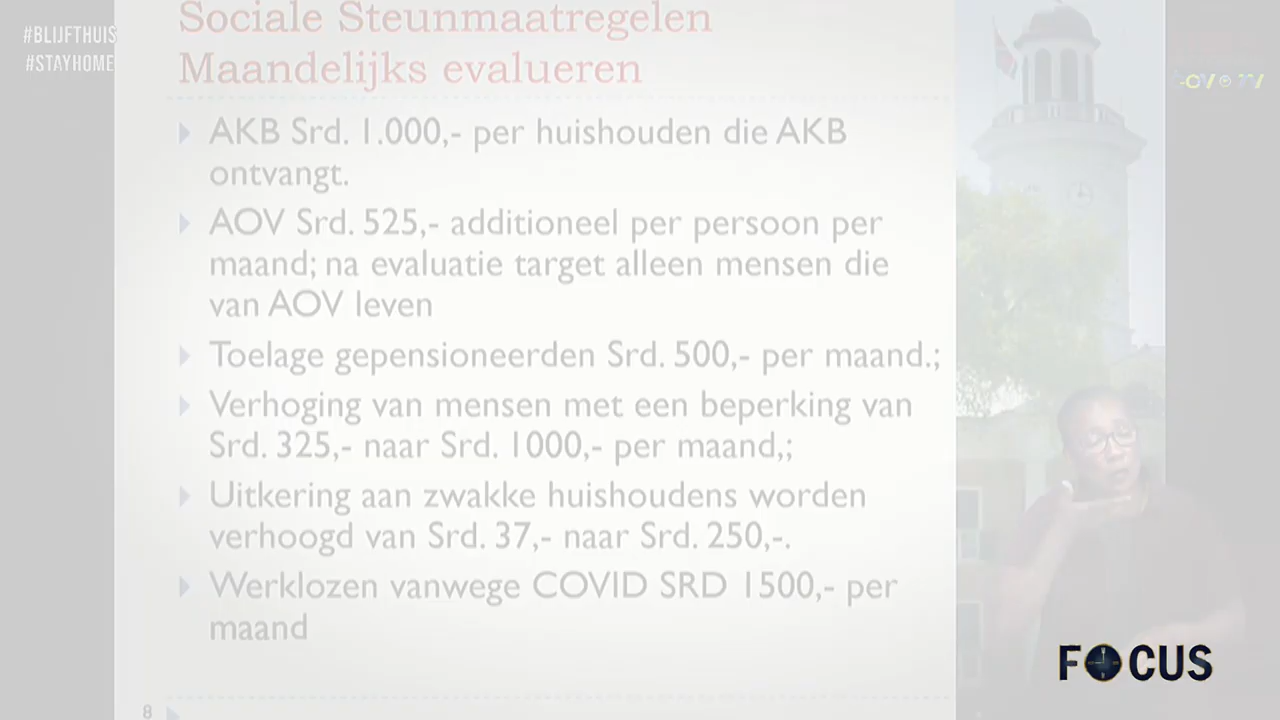 #BLIJFTHUIS
#STAYHOME
Sociale Steunmaatregelen
Maandelijks evalueren
AKB Srd. 1.000,- per huishouden die AKB
ontvangt.
AOV Srd. 525,- additioneel per persoon per
maand; na evaluatie target alleen mensen die
van AOV leven
Toelage gepensioneerden Srd. 500,- per maand.;
Verhoging van mensen met een beperking van
Srd. 325,- naar Srd. 1000,- per maand,;
Uitkering aan zwakke huishoudens worden
verhoogd van Srd. 37,- naar Srd. 250,-.
Werklozen vanwege COVID SRD 1500,- per
maand
8
FOCUS